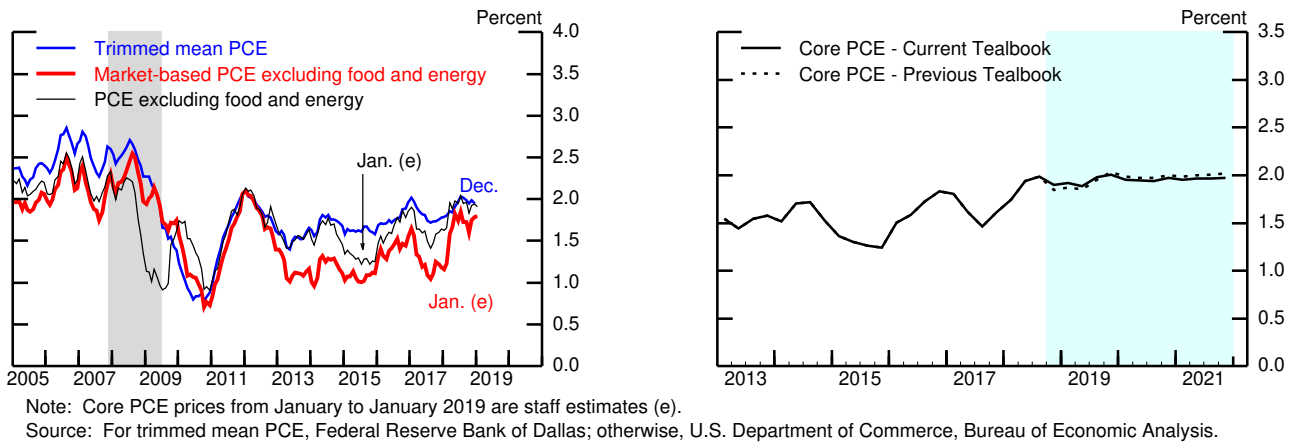 Percent
4.0
3.5
3.0
2.5
2.0
1.5
1.0
0.5
0.0
Trimmed mean PCE
Market-based PCE excluding food and energy
PCE excluding food and energy
Jan. (e)
Dec.
Jan. (e)
2005 2007 2009 2011 2013 2015 2017 2019
Percent
3.5
3.0
2.5
2.0
1.5
1.0
0.5
0.0
Core PCE - Current Tealbook
Core PCE - Previous Tealbook
2013 2015 2017 2019 2021
Note: Core PCE prices from January to January 2019 are staff estimates (e).
Source: For trimmed mean PCE, Federal Reserve Bank of Dallas; otherwise, U.S. Department of Commerce, Bureau of Economic Analysis.